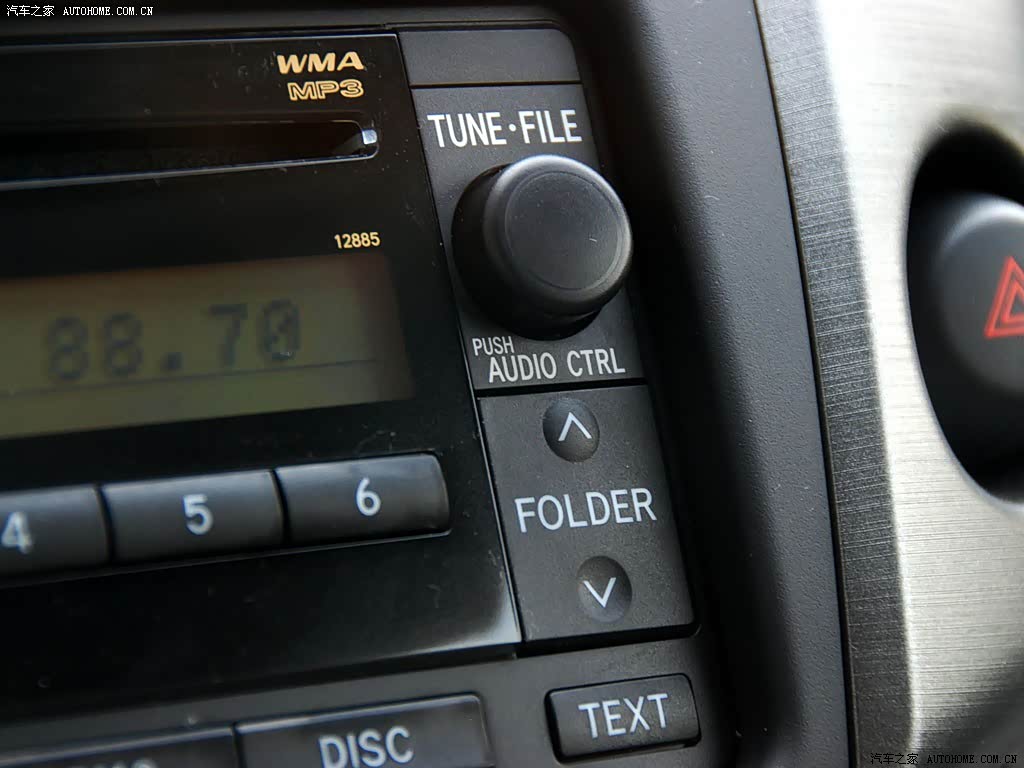 汽车之家 AUTOHOME.COM.CN
WMA
MP3
TUNE·FILE
12885
88.70
PUSH
AUDIO CTRL
FOLDER
4 5 6
TEXT
DISC
汽车之家 AUTOHOME.COM.CN